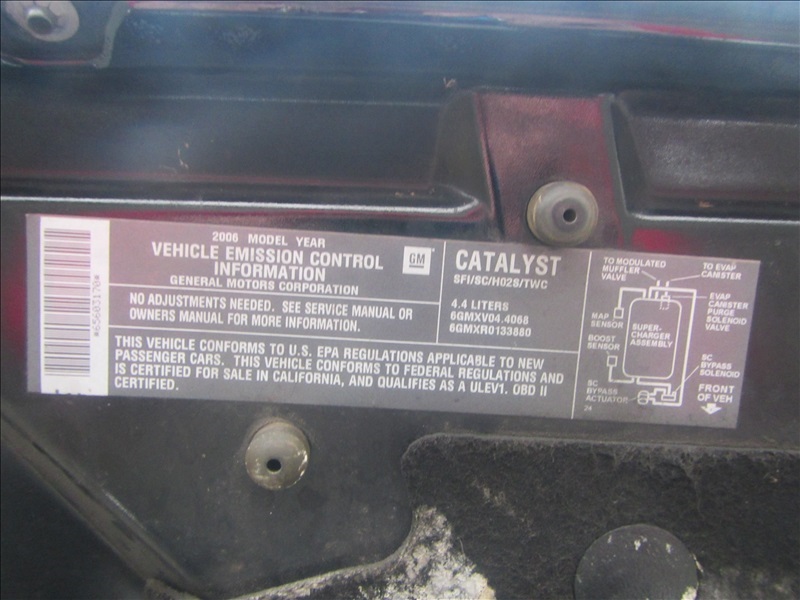 *65603170*
2006 MODEL YEAR
VEHICLE EMISSION CONTROL
INFORMATION
GENERAL MOTORS CORPORATION
GM
NO ADJUSTMENTS NEEDED. SEE SERVICE MANUAL OR
OWNERS MANUAL FOR MORE INFORMATION.
CATALYST
SFI/SC/HO2S/TWC
4.4 LITERS
6GMXV04.4068
6GMXR0133880
THIS VEHICLE CONFORMS TO U.S. EPA REGULATIONS APPLICABLE TO NEW
PASSENGER CARS. THIS VEHICLE CONFORMS TO FEDERAL REGULATIONS AND
IS CERTIFIED FOR SALE IN CALIFORNIA, AND QUALIFIES AS A ULEV1. OBD II
CERTIFIED.
TO MODULATED
MUFFLER
VALVE
TO EVAP
CANISTER
EVAP
CANISTER
PURGE
SOLENOID
VALVE
MAP
SENSOR
SUPER-
CHARGER
ASSEMBLY
BOOST
SENSOR
SC
BYPASS
SOLENOID
SC
BYPASS
ACTUATOR
24
FRONT
OF VEH